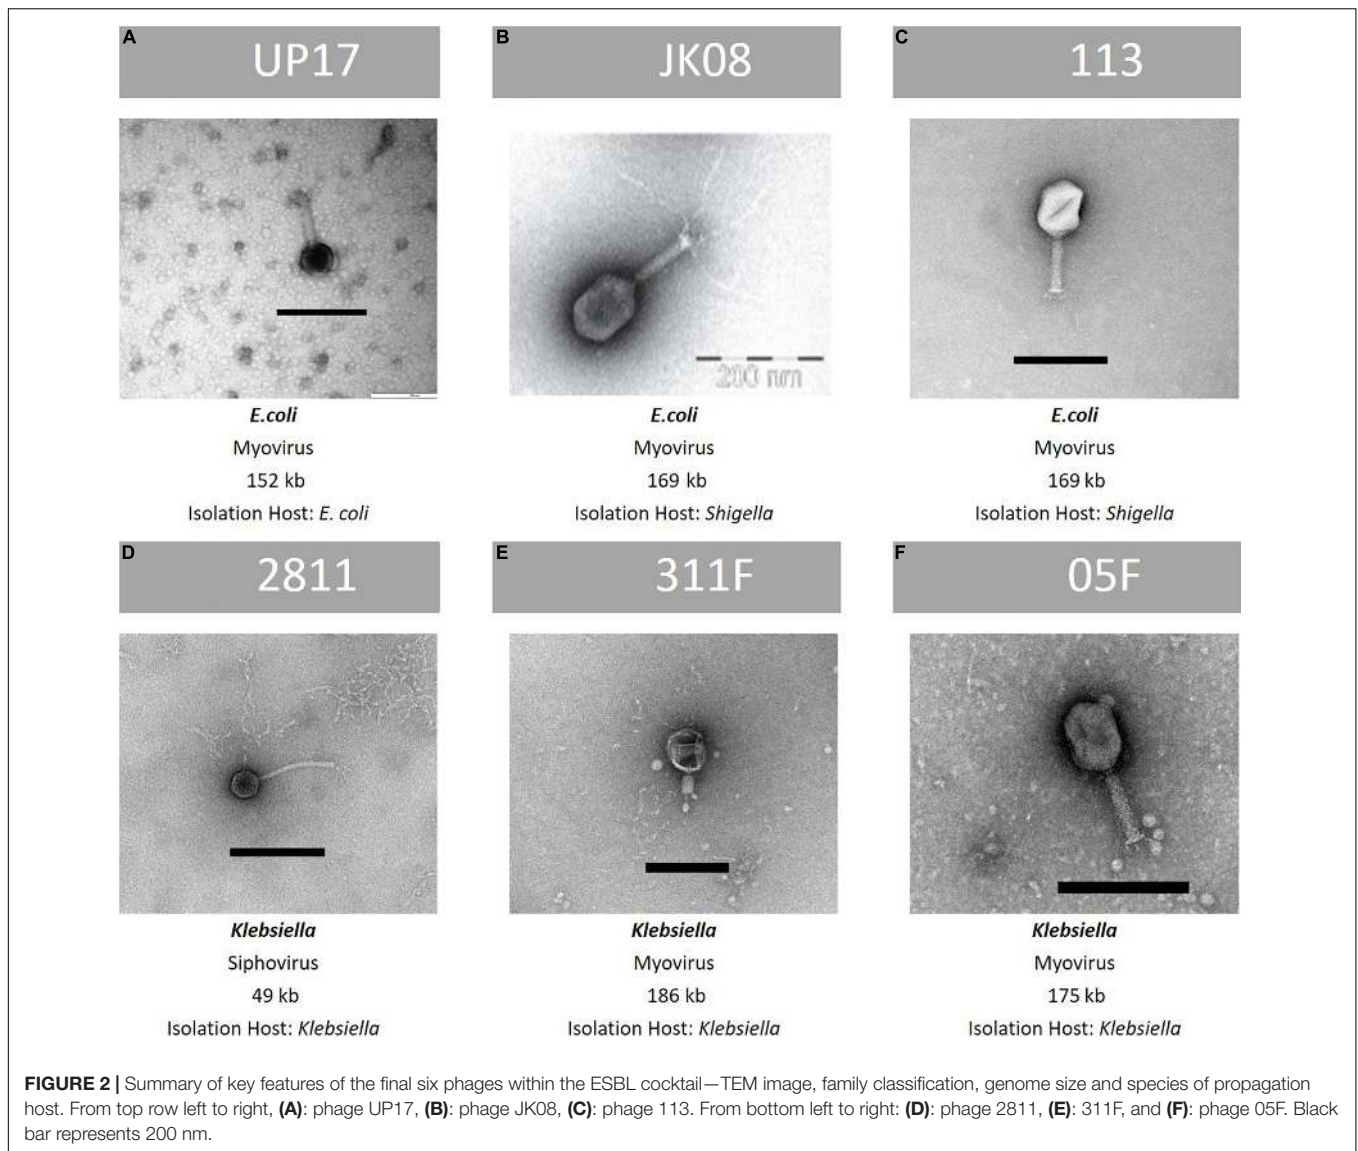 A
UP17
B
JK08
C
113
200 nm
E.coli
Myovirus
152 kb
Isolation Host: E. coli
E.coli
Myovirus
169 kb
Isolation Host: Shigella
E.coli
Myovirus
169 kb
Isolation Host: Shigella
D
2811
E
311F
F
05F
Klebsiella
Siphovirus
49 kb
Isolation Host: Klebsiella
Klebsiella
Myovirus
186 kb
Isolation Host: Klebsiella
Klebsiella
Myovirus
175 kb
Isolation Host: Klebsiella
FIGURE 2 | Summary of key features of the final six phages within the ESBL cocktail—TEM image, family classification, genome size and species of propagation
host. From top row left to right, (A): phage UP17, (B): phage JK08, (C): phage 113. From bottom left to right: (D): phage 2811, (E): 311F, and (F): phage 05F. Black
bar represents 200 nm.